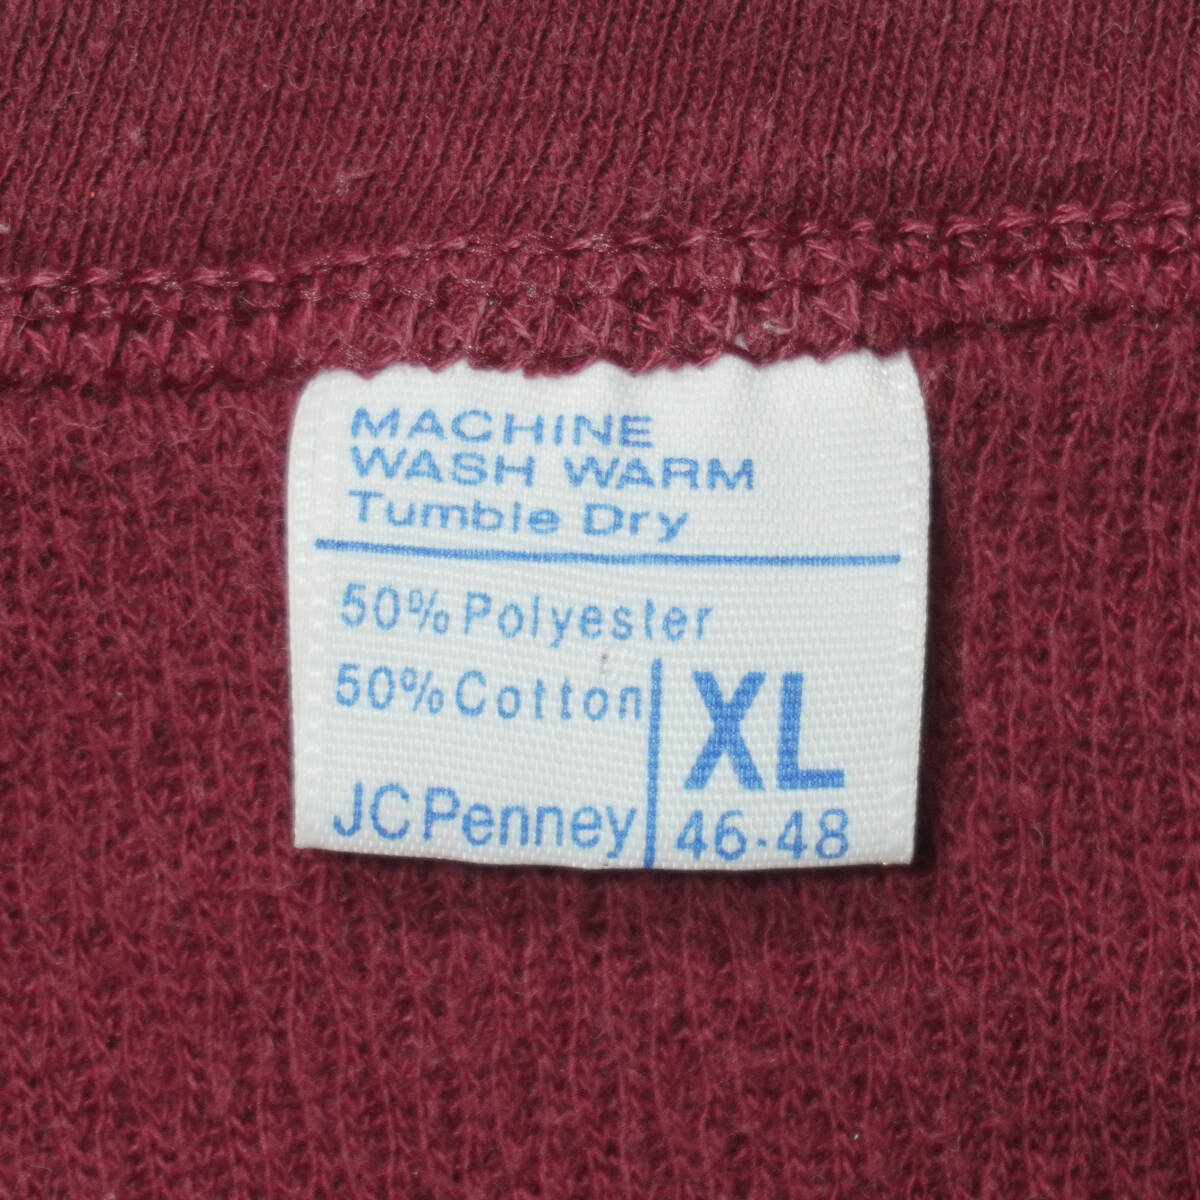 MACHINE
WASH WARM
Tumble Dry
50% Polyester
50% Cotton
XL
JCPenney
46-48